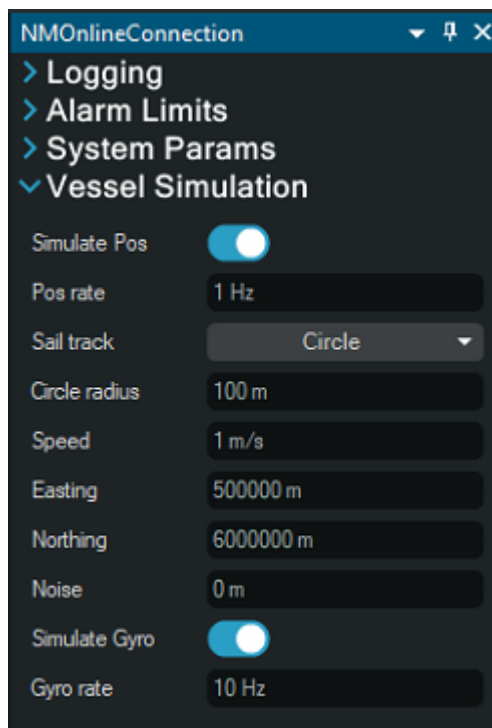 NMOnlineConnection
Logging
Alarm Limits
System Params
Vessel Simulation
Simulate Pos
Pos rate 1 Hz
Sail track Circle
Circle radius 100 m
Speed 1 m/s
Easting 500000 m
Northing 6000000 m
Noise 0 m
Simulate Gyro
Gyro rate 10 Hz